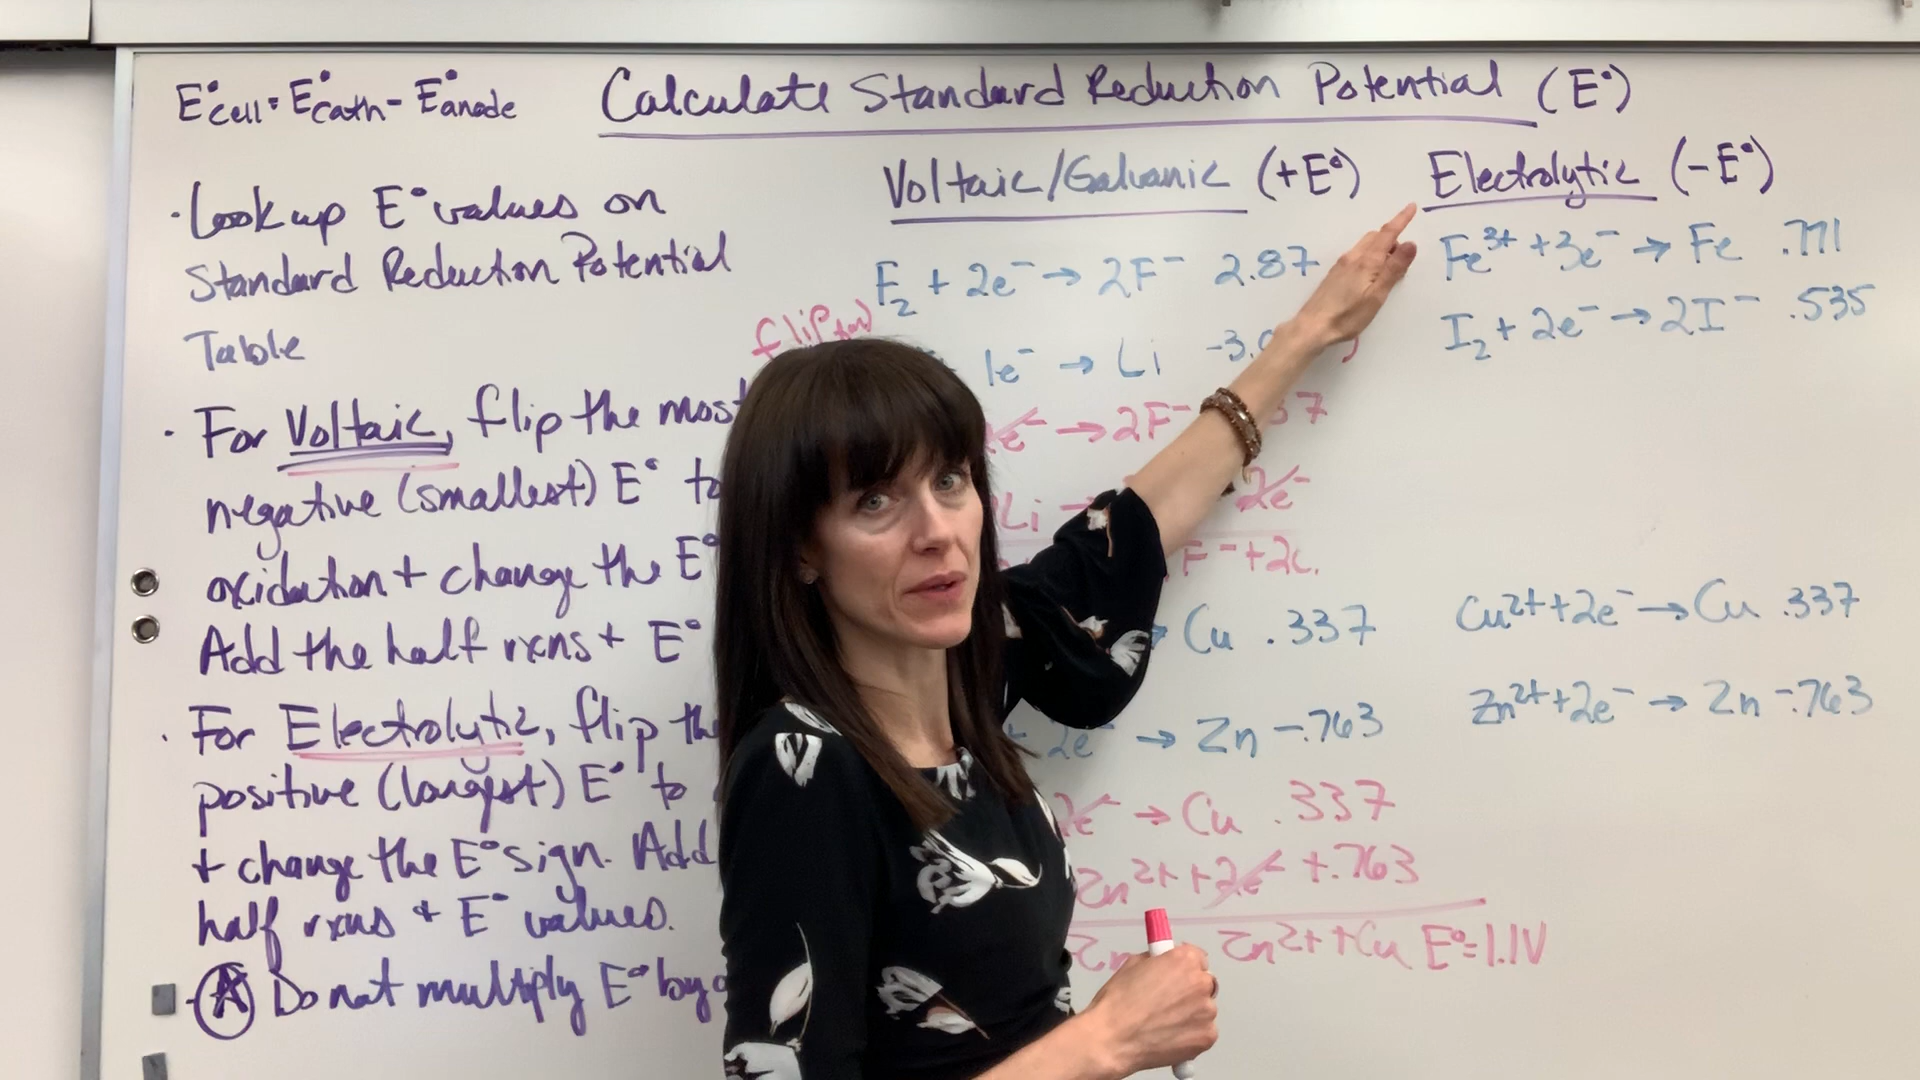 E°cell = E°cath - E°anode
Calculate Standard Reduction Potential (E°)
• Look up E° values on
Standard Reduction Potential
Table
• For Voltaic, flip the most
negative (smallest) E° to
oxidation + change the E°
Add the half rxns + E°
• For Electrolytic, flip the
positive (largest) E° to
+ change the E° sign. Add
half rxns + E° values.
• A Do not multiply E° by
Voltaic/Galvanic (+E°)
F₂ + 2e⁻ → 2F⁻ 2.87
flip
1e⁻ → Li -3.0
2e⁻ → 2F⁻ 37
Li → 2e⁻
F⁻ + 2
→ Cu .337
2e⁻ → Zn -.763
2e⁻ → Cu .337
Zn²⁺ + 2e⁻ +.763
Zn²⁺ + Cu E° = 1.1V
Electrolytic (-E°)
Fe³⁺ + 3e⁻ → Fe .771
I₂ + 2e⁻ → 2I⁻ .535
Cu²⁺ + 2e⁻ → Cu .337
Zn²⁺ + 2e⁻ → Zn -.763